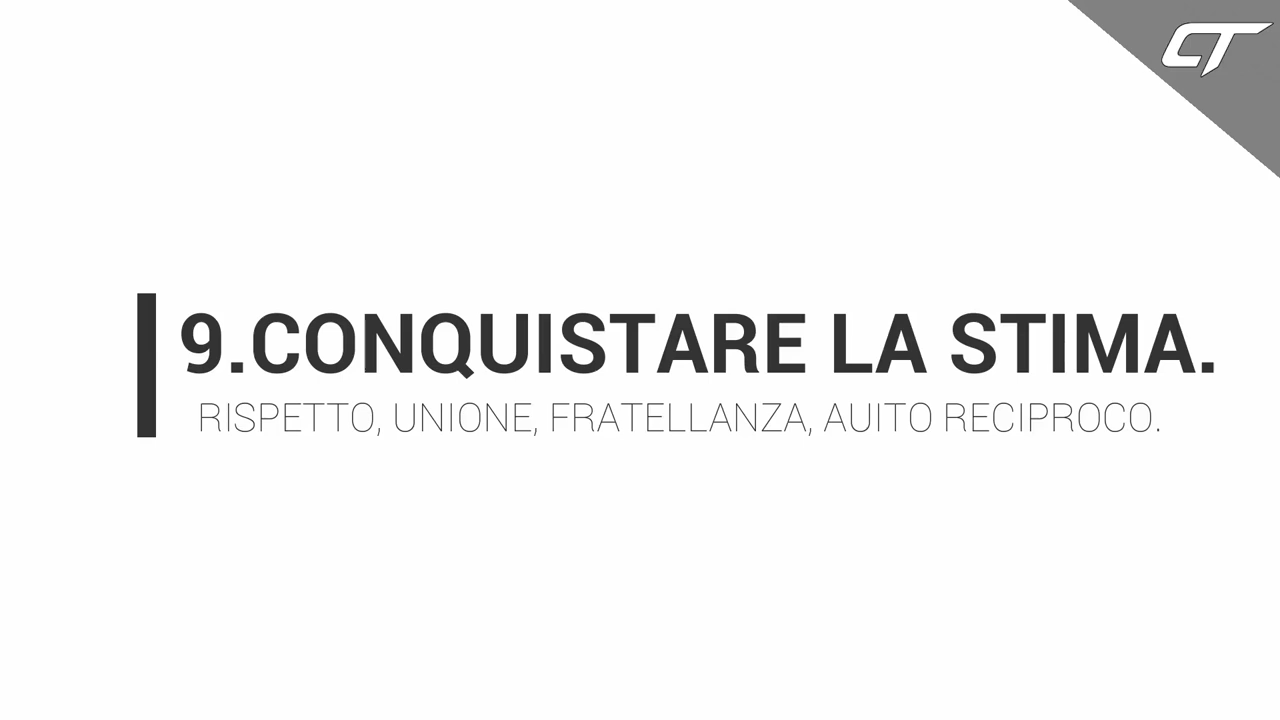 CT
9.CONQUISTARE LA STIMA.
RISPETTO, UNIONE, FRATELLANZA, AUITO RECIPROCO.